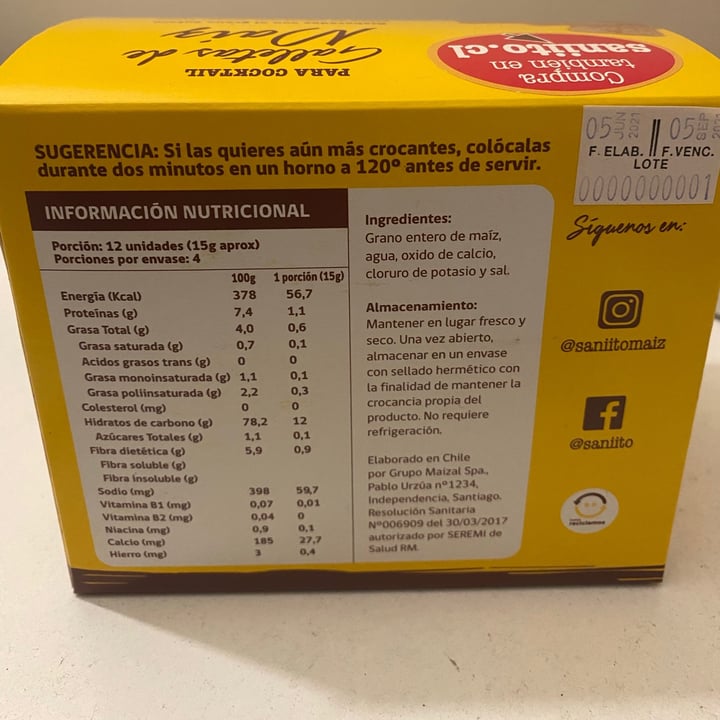 Compra
también en
saniito.cl
PARA COCKTAIL
Galletas de
Maíz
SUGERENCIA: Si las quieres aún más crocantes, colócalas
durante dos minutos en un horno a 120º antes de servir.
05 JUN 2021 05 SEP
F. ELAB. F.VENC.
LOTE
0000000001
INFORMACIÓN NUTRICIONAL
Porción: 12 unidades (15g aprox)
Porciones por envase: 4
100g 1 porción (15g)
Energía (Kcal) 378 56,7
Proteínas (g) 7,4 1,1
Grasa Total (g) 4,0 0,6
Grasa saturada (g) 0,7 0,1
Acidos grasos trans (g) 0 0
Grasa monoinsaturada (g) 1,1 0,1
Grasa poliinsaturada (g) 2,2 0,3
Colesterol (mg) 0 0
Hidratos de carbono (g) 78,2 12
Azúcares Totales (g) 1,1 0,1
Fibra dietética (g) 5,9 0,9
Fibra soluble (g)
Fibra insoluble (g)
Sodio (mg) 398 59,7
Vitamina B1 (mg) 0,07 0,01
Vitamina B2 (mg) 0,04 0
Niacina (mg) 0,9 0,1
Calcio (mg) 185 27,7
Hierro (mg) 3 0,4
Ingredientes:
Grano entero de maíz,
agua, oxido de calcio,
cloruro de potasio y sal.
Almacenamiento:
Mantener en lugar fresco y
seco. Una vez abierto,
almacenar en un envase
con sellado hermético con
la finalidad de mantener la
crocancia propia del
producto. No requiere
refrigeración.
Elaborado en Chile
por Grupo Maizal Spa.,
Pablo Urzúa nº1234,
Independencia, Santiago.
Resolución Sanitaria
Nº006909 del 30/03/2017
autorizado por SEREMI de
Salud RM.
Síguenos en:
@saniitomaiz
@saniito
reciclamos